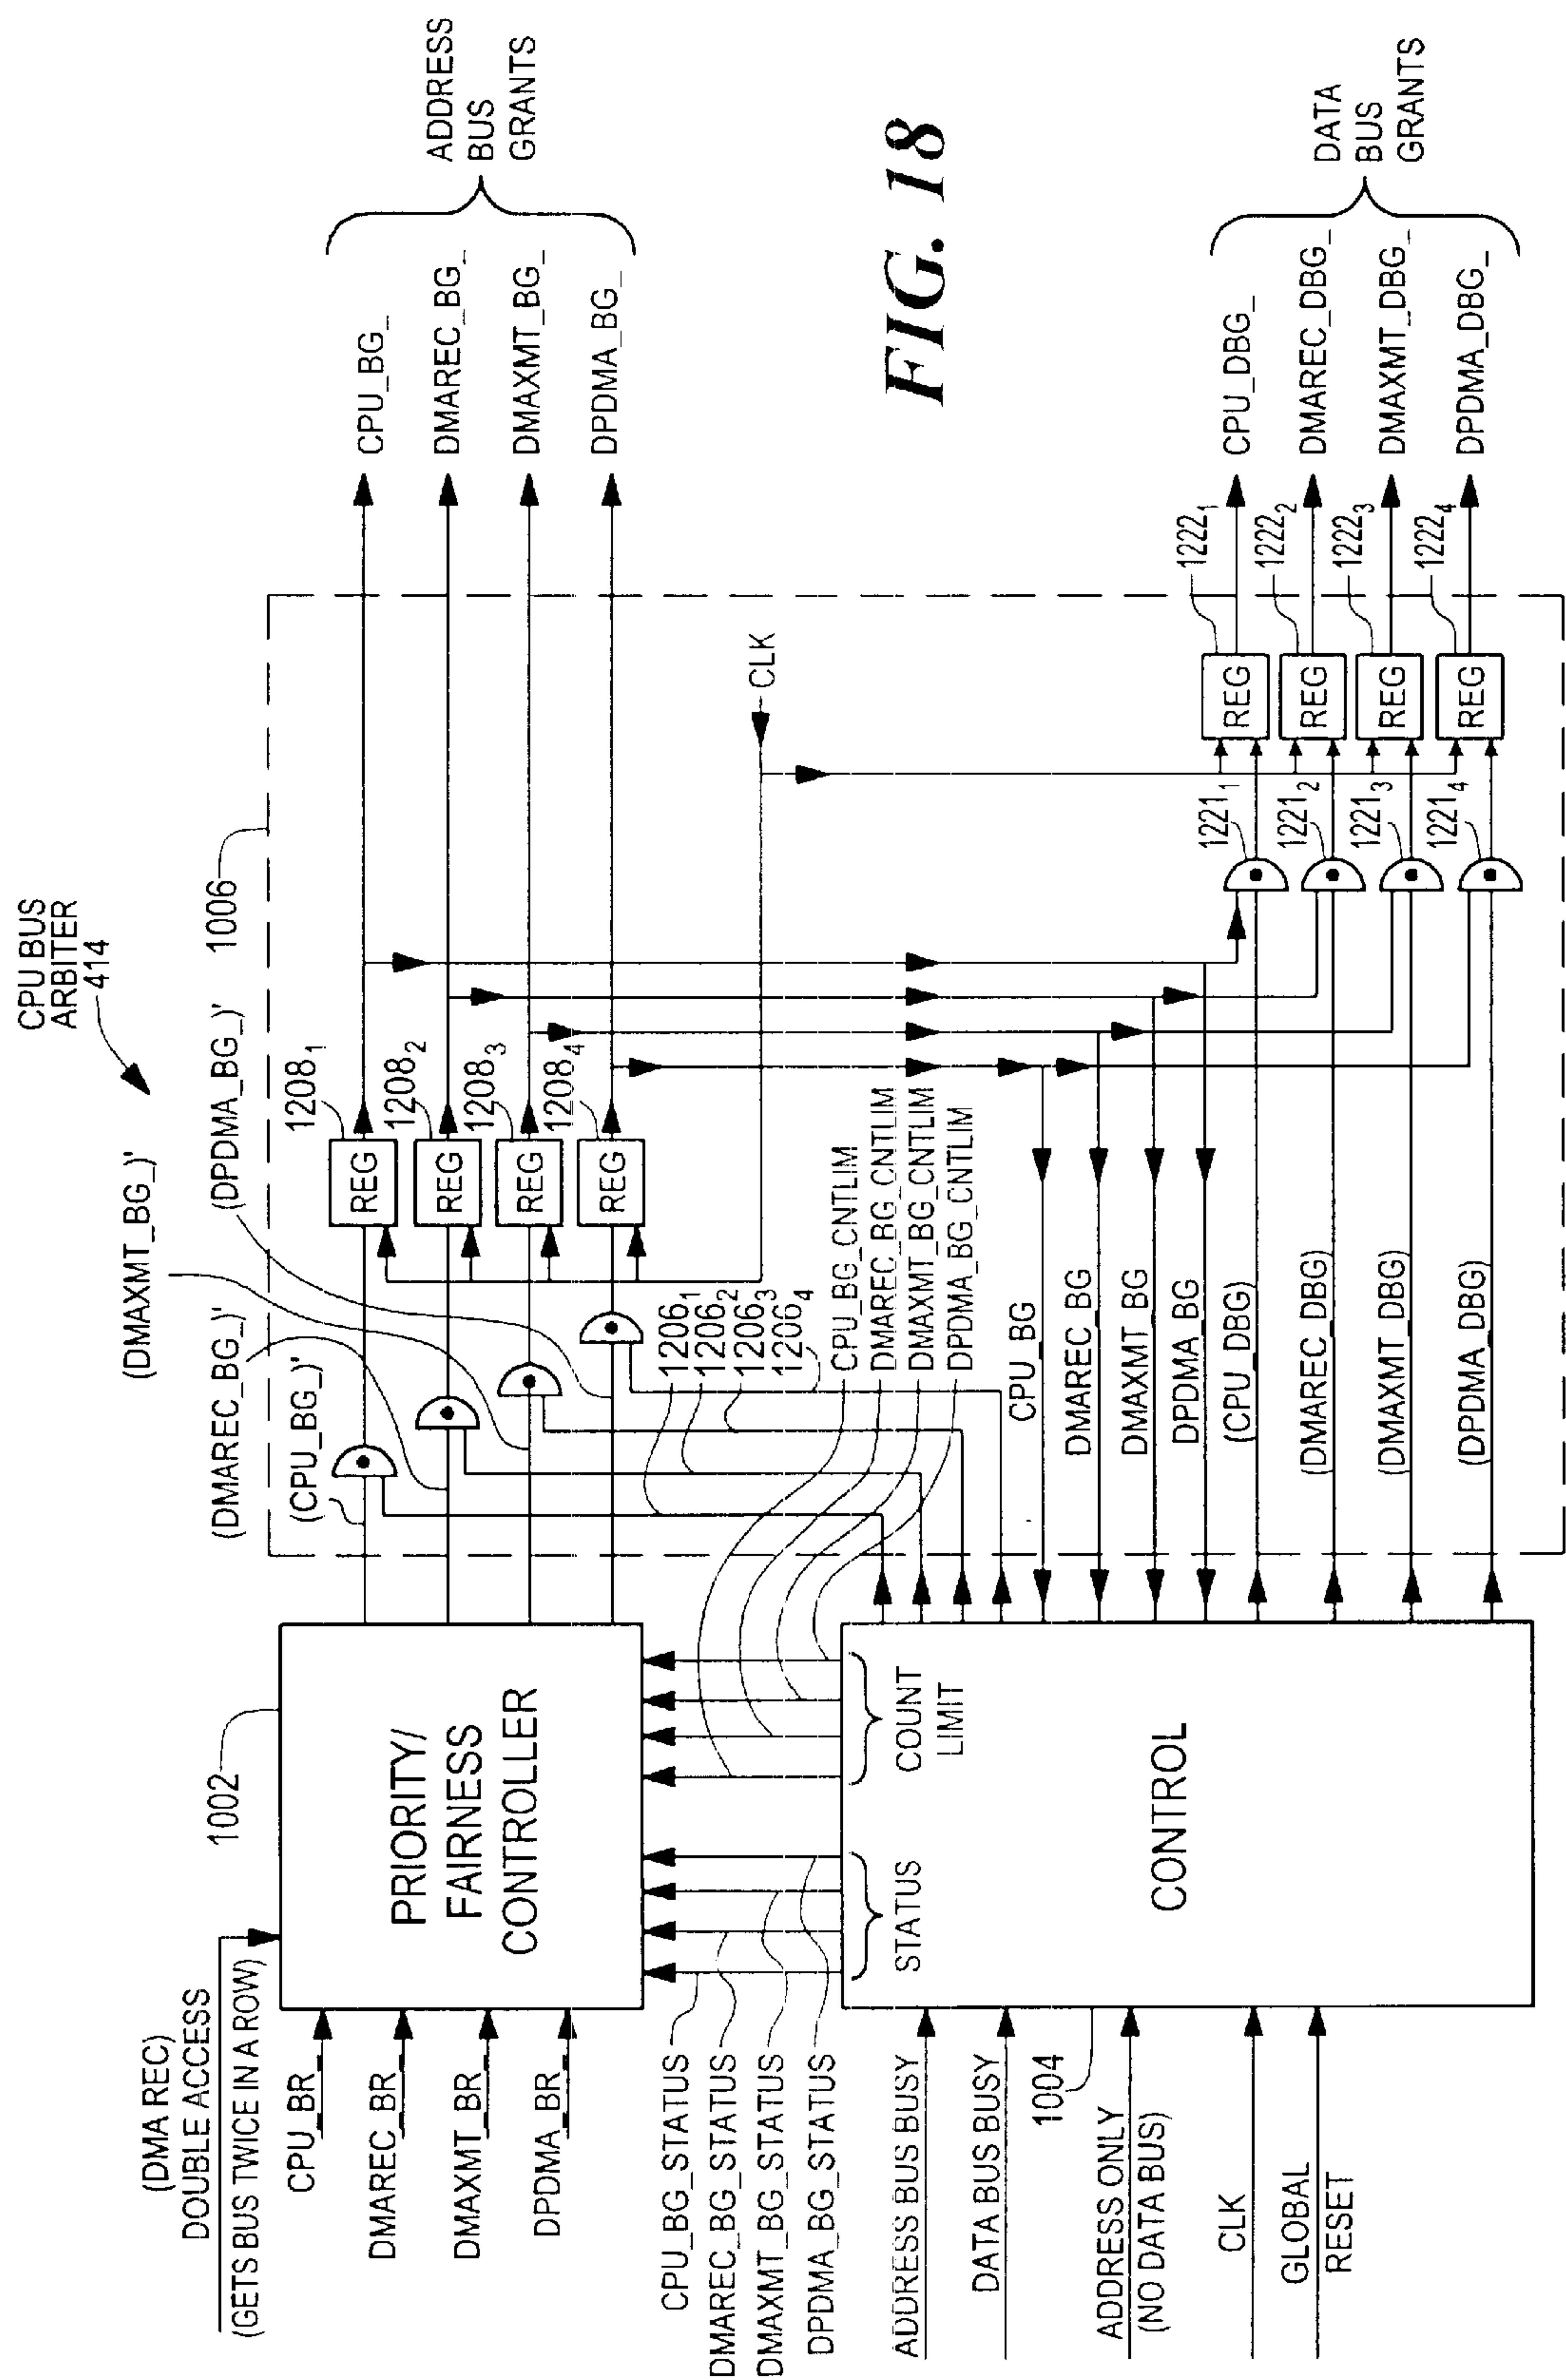 CPU BUS
ARBITER
414
1006
(DMAREC_BG_)'
(CPU_BG_)'
(DMAXMT_BG_)'
(DPDMA_BG_)'
1208₁
1208₂
1208₃
1208₄
REG
REG
REG
REG
CPU_BG_
DMAREC_BG_
DMAXMT_BG_
DPDMA_BG_
ADDRESS
BUS
GRANTS
(DMA REC)
DOUBLE ACCESS
(GETS BUS TWICE IN A ROW)
CPU_BR_
DMAREC_BR_
DMAXMT_BR_
DPDMA_BR_
1002
PRIORITY/
FAIRNESS
CONTROLLER
1206₁
1206₂
1206₃
1206₄
CPU_BG_CNTLIM
DMAREC_BG_CNTLIM
DMAXMT_BG_CNTLIM
DPDMA_BG_CNTLIM
CLK
CPU_BG_STATUS
DMAREC_BG_STATUS
DMAXMT_BG_STATUS
DPDMA_BG_STATUS
STATUS
COUNT
LIMIT
ADDRESS BUS BUSY
DATA BUS BUSY
1004
ADDRESS ONLY
(NO DATA BUS)
CLK
GLOBAL
RESET
CONTROL
CPU_BG
DMAREC_BG
DMAXMT_BG
DPDMA_BG
(CPU_DBG)
(DMAREC_DBG)
(DMAXMT_DBG)
(DPDMA_DBG)
1221₁
1221₂
1221₃
1221₄
REG
REG
REG
REG
1222₁
1222₂
1222₃
1222₄
CPU_DBG_
DMAREC_DBG_
DMAXMT_DBG_
DPDMA_DBG_
DATA
BUS
GRANTS
FIG. 18